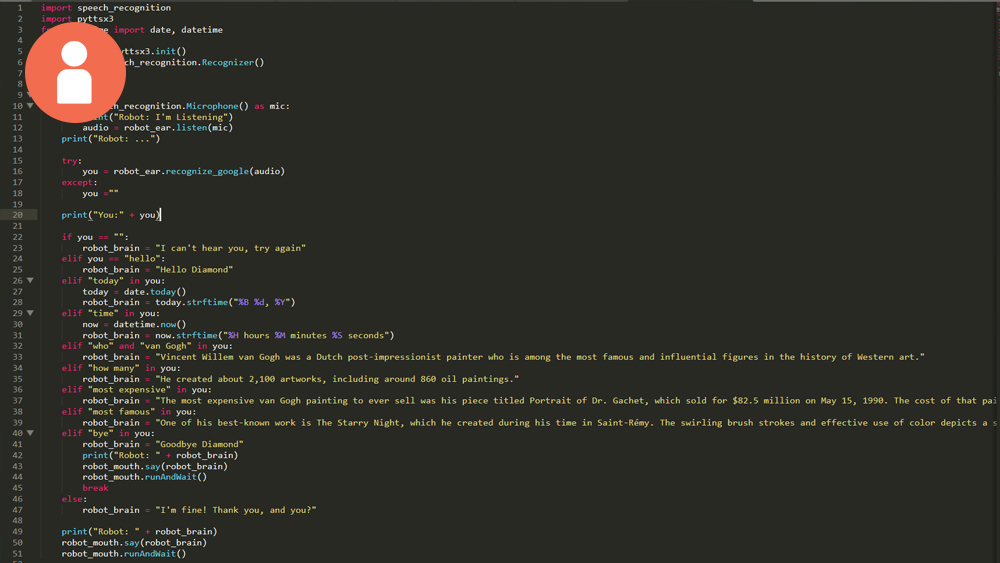 1 import speech_recognition
2 import pyttsx3
3 import date, datetime
4
5 pyttsx3.init()
6 speech_recognition.Recognizer()
7
8
9
10 speech_recognition.Microphone() as mic:
11 print("Robot: I'm Listening")
12 audio = robot_ear.listen(mic)
13 print("Robot: ...")
14
15 try:
16 you = robot_ear.recognize_google(audio)
17 except:
18 you =""
19
20 print("You:" + you)
21
22 if you == "":
23 robot_brain = "I can't hear you, try again"
24 elif you == "hello":
25 robot_brain = "Hello Diamond"
26 elif "today" in you:
27 today = date.today()
28 robot_brain = today.strftime("%B %d, %Y")
29 elif "time" in you:
30 now = datetime.now()
31 robot_brain = now.strftime("%H hours %M minutes %S seconds")
32 elif "who" and "van Gogh" in you:
33 robot_brain = "Vincent Willem van Gogh was a Dutch post-impressionist painter who is among the most famous and influential figures in the history of Western art."
34 elif "how many" in you:
35 robot_brain = "He created about 2,100 artworks, including around 860 oil paintings."
36 elif "most expensive" in you:
37 robot_brain = "The most expensive van Gogh painting to ever sell was his piece titled Portrait of Dr. Gachet, which sold for $82.5 million on May 15, 1990. The cost of that pai
38 elif "most famous" in you:
39 robot_brain = "One of his best-known work is The Starry Night, which he created during his time in Saint-Rémy. The swirling brush strokes and effective use of color depicts a s
40 elif "bye" in you:
41 robot_brain = "Goodbye Diamond"
42 print("Robot: " + robot_brain)
43 robot_mouth.say(robot_brain)
44 robot_mouth.runAndWait()
45 break
46 else:
47 robot_brain = "I'm fine! Thank you, and you?"
48
49 print("Robot: " + robot_brain)
50 robot_mouth.say(robot_brain)
51 robot_mouth.runAndWait()